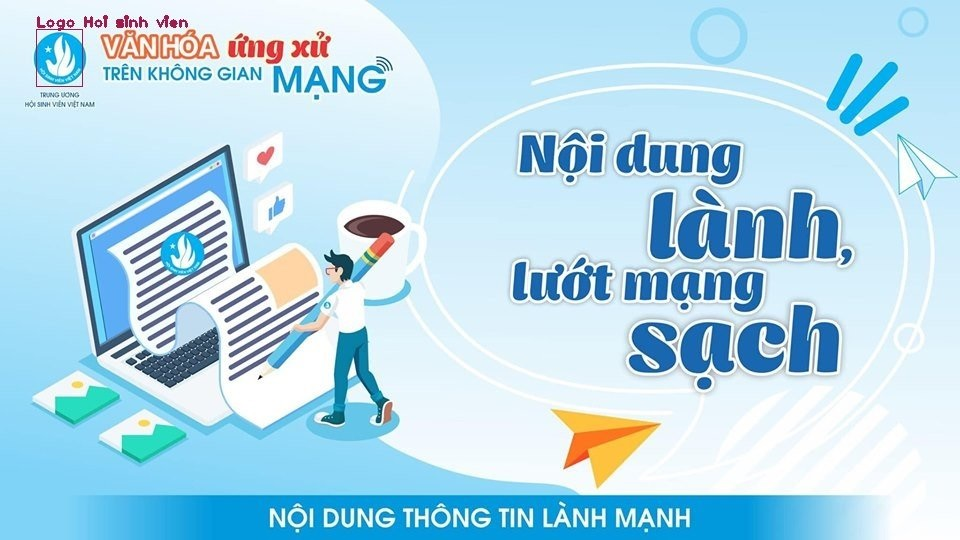 Logo Hoi sinh vien
VĂN HÓA ứng xử
TRÊN KHÔNG GIAN MẠNG
TRUNG ƯƠNG
HỘI SINH VIÊN VIỆT NAM
Nội dung
lành,
lướt mạng
sạch
NỘI DUNG THÔNG TIN LÀNH MẠNH